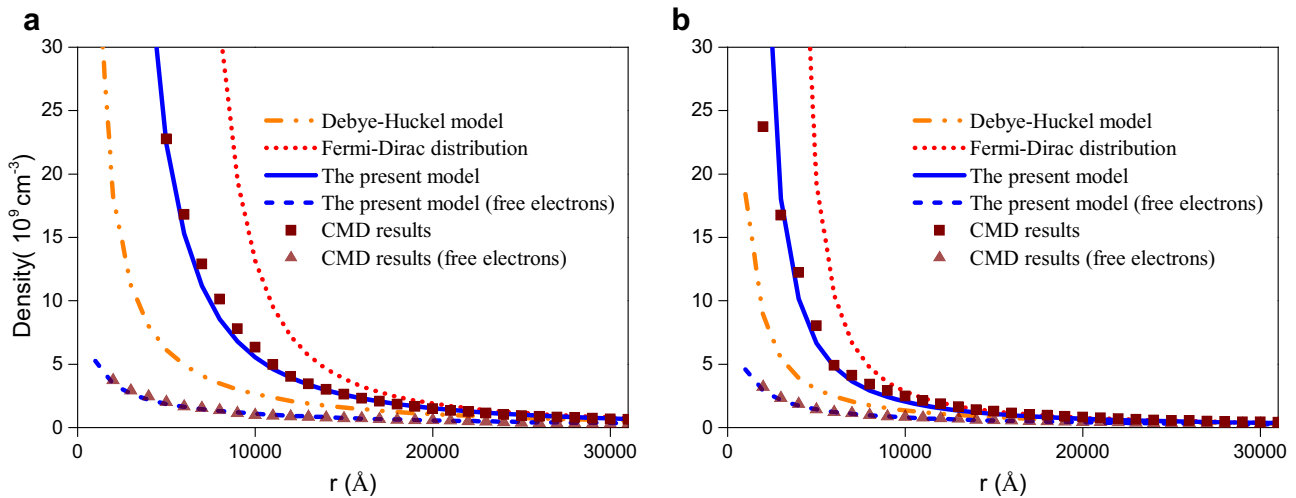 a
30
25
20
15
10
5
0
Density( 10⁹ cm⁻³)
Debye-Huckel model
Fermi-Dirac distribution
The present model
The present model (free electrons)
CMD results
CMD results (free electrons)
0 10000 20000 30000
r (Å)
b
30
25
20
15
10
5
0
Debye-Huckel model
Fermi-Dirac distribution
The present model
The present model (free electrons)
CMD results
CMD results (free electrons)
0 10000 20000 30000
r (Å)